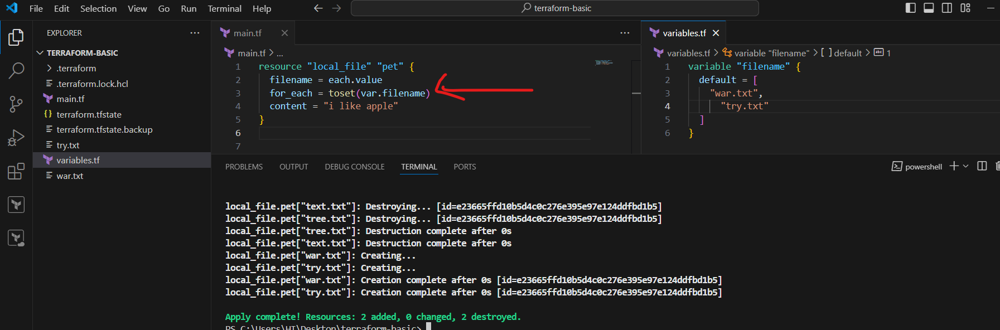 File Edit Selection View Go Run Terminal Help
terraform-basic
EXPLORER
TERRAFORM-BASIC
.terraform
.terraform.lock.hcl
main.tf
terraform.tfstate
terraform.tfstate.backup
try.txt
variables.tf
war.txt
main.tf
main.tf > ...
1 resource "local_file" "pet" {
2 filename = each.value
3 for_each = toset(var.filename)
4 content = "i like apple"
5 }
6
7
variables.tf
variables.tf > variable "filename" > [ ] default > abc 1
1 variable "filename" {
2 default = [
3 "war.txt",
4 "try.txt"
5 ]
6 }
PROBLEMS OUTPUT DEBUG CONSOLE TERMINAL PORTS
powershell
local_file.pet["text.txt"]: Destroying... [id=e23665ffd10b5d4c0c276e395e97e124ddfbd1b5]
local_file.pet["tree.txt"]: Destroying... [id=e23665ffd10b5d4c0c276e395e97e124ddfbd1b5]
local_file.pet["tree.txt"]: Destruction complete after 0s
local_file.pet["text.txt"]: Destruction complete after 0s
local_file.pet["war.txt"]: Creating...
local_file.pet["try.txt"]: Creating...
local_file.pet["war.txt"]: Creation complete after 0s [id=e23665ffd10b5d4c0c276e395e97e124ddfbd1b5]
local_file.pet["try.txt"]: Creation complete after 0s [id=e23665ffd10b5d4c0c276e395e97e124ddfbd1b5]
Apply complete! Resources: 2 added, 0 changed, 2 destroyed.
PS C:\Users\HI\Desktop\terraform-basic>